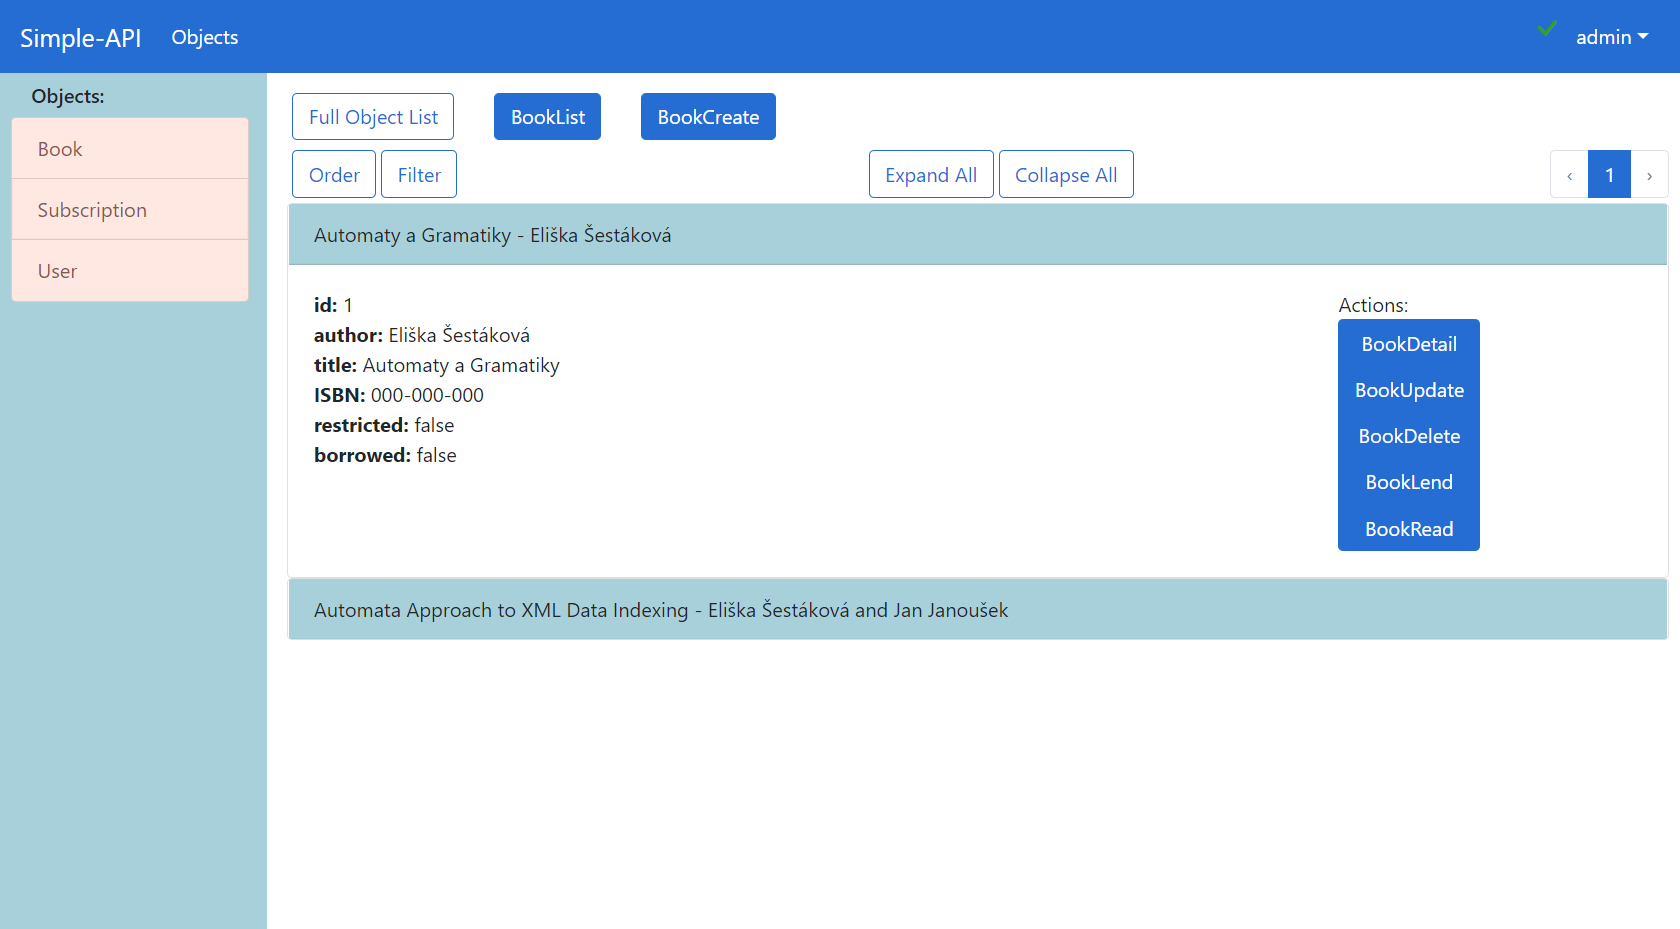 Simple-API Objects admin
Objects:
Book
Subscription
User
Full Object List BookList BookCreate
Order Filter Expand All Collapse All ‹ 1 ›
Automaty a Gramatiky - Eliška Šestáková
id: 1
author: Eliška Šestáková
title: Automaty a Gramatiky
ISBN: 000-000-000
restricted: false
borrowed: false
Actions:
BookDetail
BookUpdate
BookDelete
BookLend
BookRead
Automata Approach to XML Data Indexing - Eliška Šestáková and Jan Janoušek